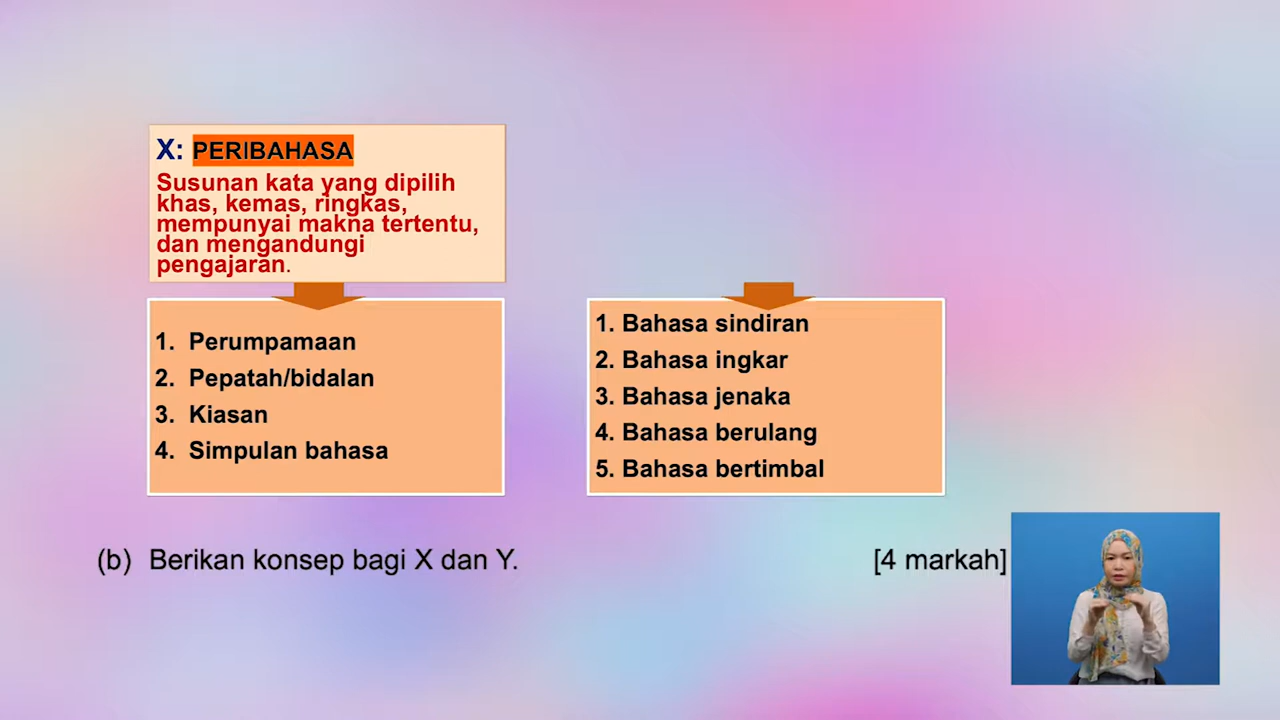 X: PERIBAHASA
Susunan kata yang dipilih
khas, kemas, ringkas,
mempunyai makna tertentu,
dan mengandungi
pengajaran.
1. Perumpamaan
2. Pepatah/bidalan
3. Kiasan
4. Simpulan bahasa
1. Bahasa sindiran
2. Bahasa ingkar
3. Bahasa jenaka
4. Bahasa berulang
5. Bahasa bertimbal
(b) Berikan konsep bagi X dan Y. [4 markah]